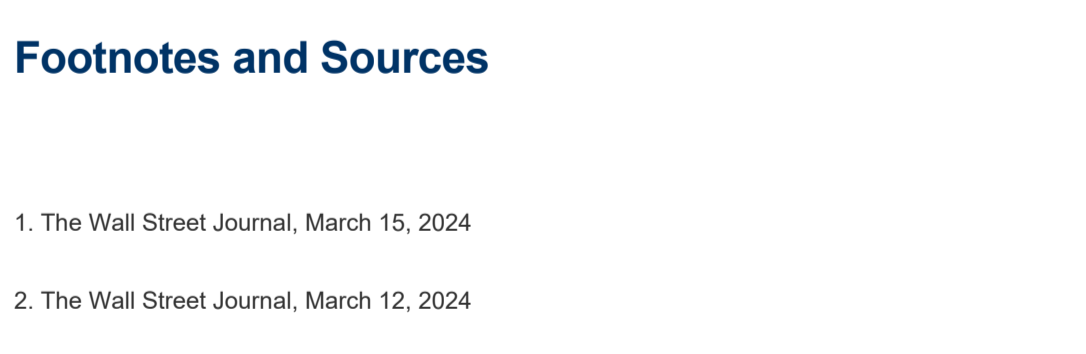 Footnotes and Sources
1. The Wall Street Journal, March 15, 2024
2. The Wall Street Journal, March 12, 2024